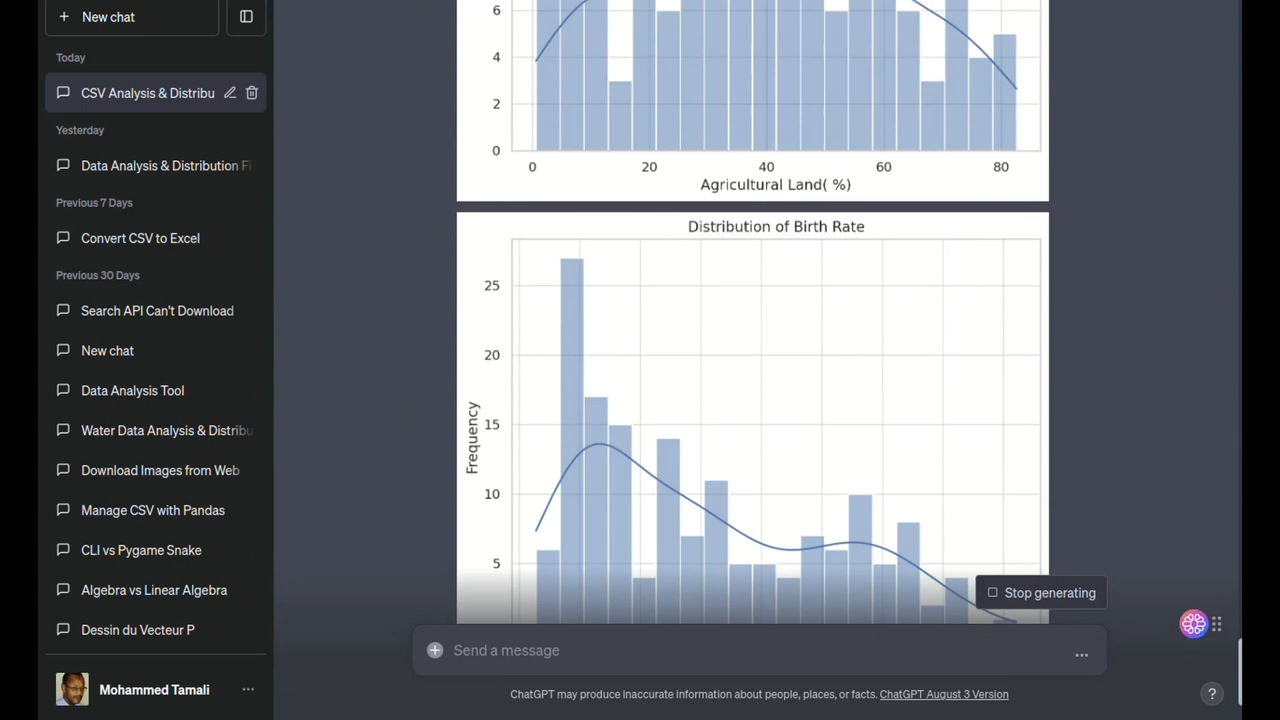 New chat
Today
CSV Analysis & Distribu
Yesterday
Data Analysis & Distribution Fi
Previous 7 Days
Convert CSV to Excel
Previous 30 Days
Search API Can't Download
New chat
Data Analysis Tool
Water Data Analysis & Distribu
Download Images from Web
Manage CSV with Pandas
CLI vs Pygame Snake
Algebra vs Linear Algebra
Dessin du Vecteur P
Mohammed Tamali
6
4
2
0
0 20 40 60 80
Agricultural Land( %)
Distribution of Birth Rate
25
20
15
10
5
Frequency
Stop generating
Send a message
ChatGPT may produce inaccurate information about people, places, or facts. ChatGPT August 3 Version
?